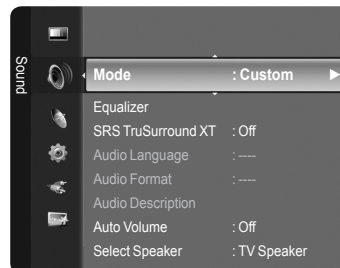 Sound
Mode : Custom ►
Equalizer
SRS TruSurround XT : Off
Audio Language : ----
Audio Format : ----
Audio Description
Auto Volume : Off
Select Speaker : TV Speaker